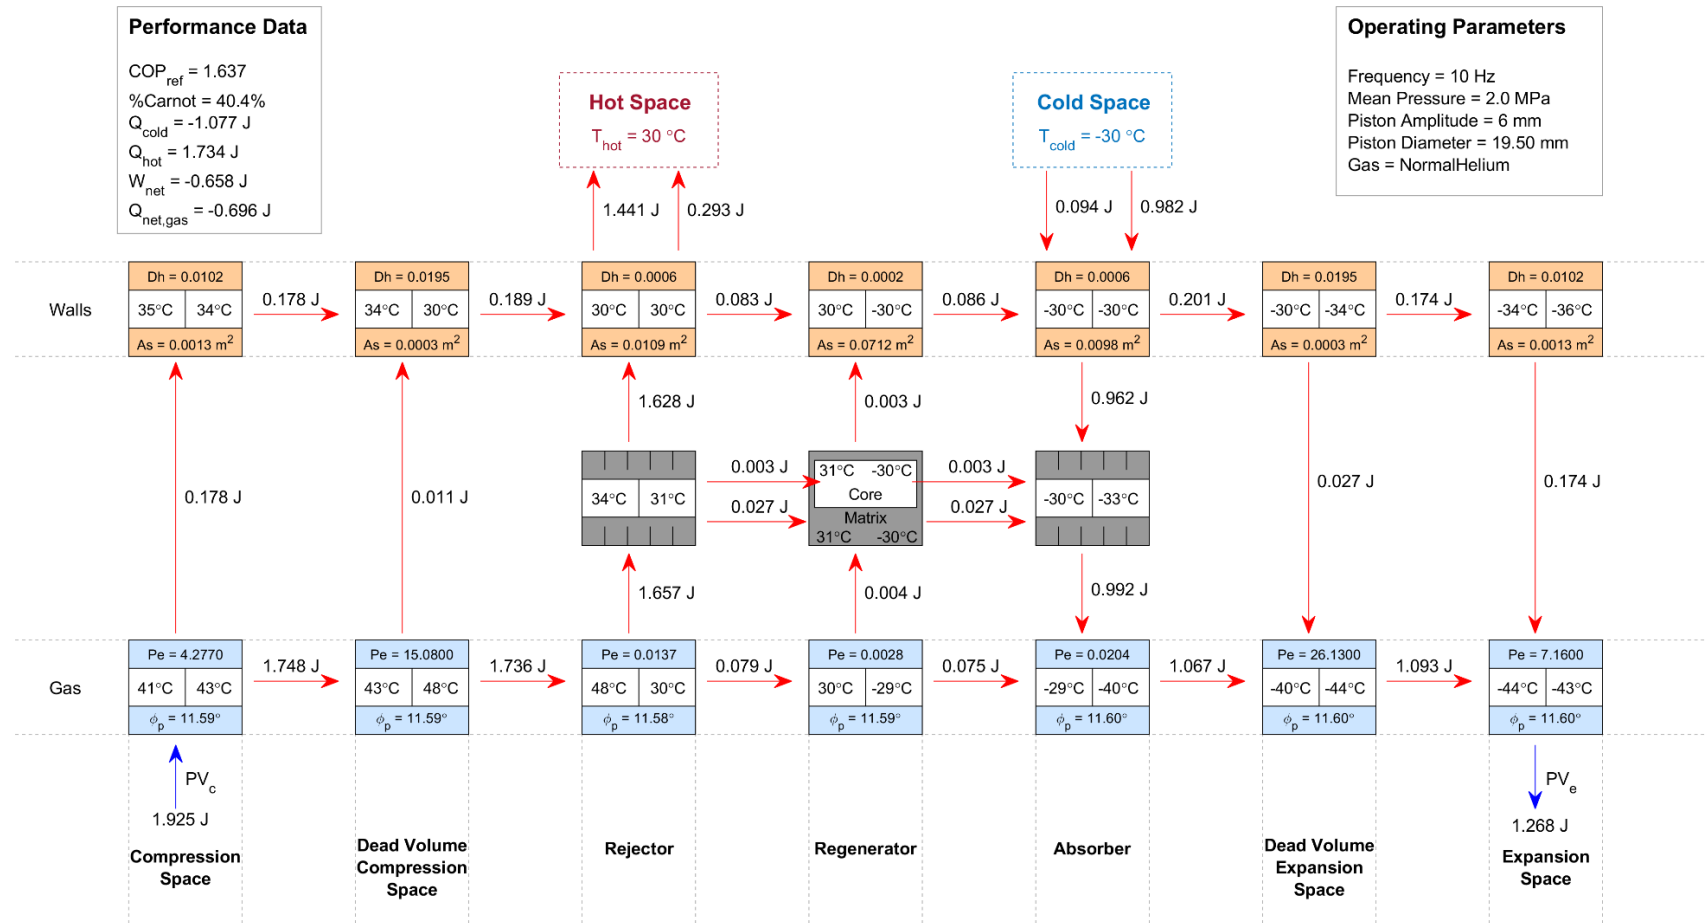 Performance Data
COPref = 1.637
%Carnot = 40.4%
Qcold = -1.077 J
Qhot = 1.734 J
Wnet = -0.658 J
Qnet,gas = -0.696 J
Hot Space
Thot = 30 °C
Cold Space
Tcold = -30 °C
Operating Parameters
Frequency = 10 Hz
Mean Pressure = 2.0 MPa
Piston Amplitude = 6 mm
Piston Diameter = 19.50 mm
Gas = NormalHelium
1.441 J 0.293 J 0.094 J 0.982 J
Dh = 0.0102 Dh = 0.0195 Dh = 0.0006 Dh = 0.0002 Dh = 0.0006 Dh = 0.0195 Dh = 0.0102
Walls 35°C 34°C 0.178 J 34°C 30°C 0.189 J 30°C 30°C 0.083 J 30°C -30°C 0.086 J -30°C -30°C 0.201 J -30°C -34°C 0.174 J -34°C -36°C
As = 0.0013 m² As = 0.0003 m² As = 0.0109 m² As = 0.0712 m² As = 0.0098 m² As = 0.0003 m² As = 0.0013 m²
1.628 J 0.003 J 0.962 J
0.003 J 31°C -30°C 0.003 J
0.178 J 0.011 J 34°C 31°C Core -30°C -33°C 0.027 J 0.174 J
0.027 J Matrix 0.027 J
31°C -30°C
1.657 J 0.004 J 0.992 J
Pe = 4.2770 Pe = 15.0800 Pe = 0.0137 Pe = 0.0028 Pe = 0.0204 Pe = 26.1300 Pe = 7.1600
Gas 41°C 43°C 1.748 J 43°C 48°C 1.736 J 48°C 30°C 0.079 J 30°C -29°C 0.075 J -29°C -40°C 1.067 J -40°C -44°C 1.093 J -44°C -43°C
ϕp = 11.59° ϕp = 11.59° ϕp = 11.58° ϕp = 11.59° ϕp = 11.60° ϕp = 11.60° ϕp = 11.60°
PVc PVe
1.925 J 1.268 J
Compression
Space
Dead Volume
Compression
Space
Rejector
Regenerator
Absorber
Dead Volume
Expansion
Space
Expansion
Space